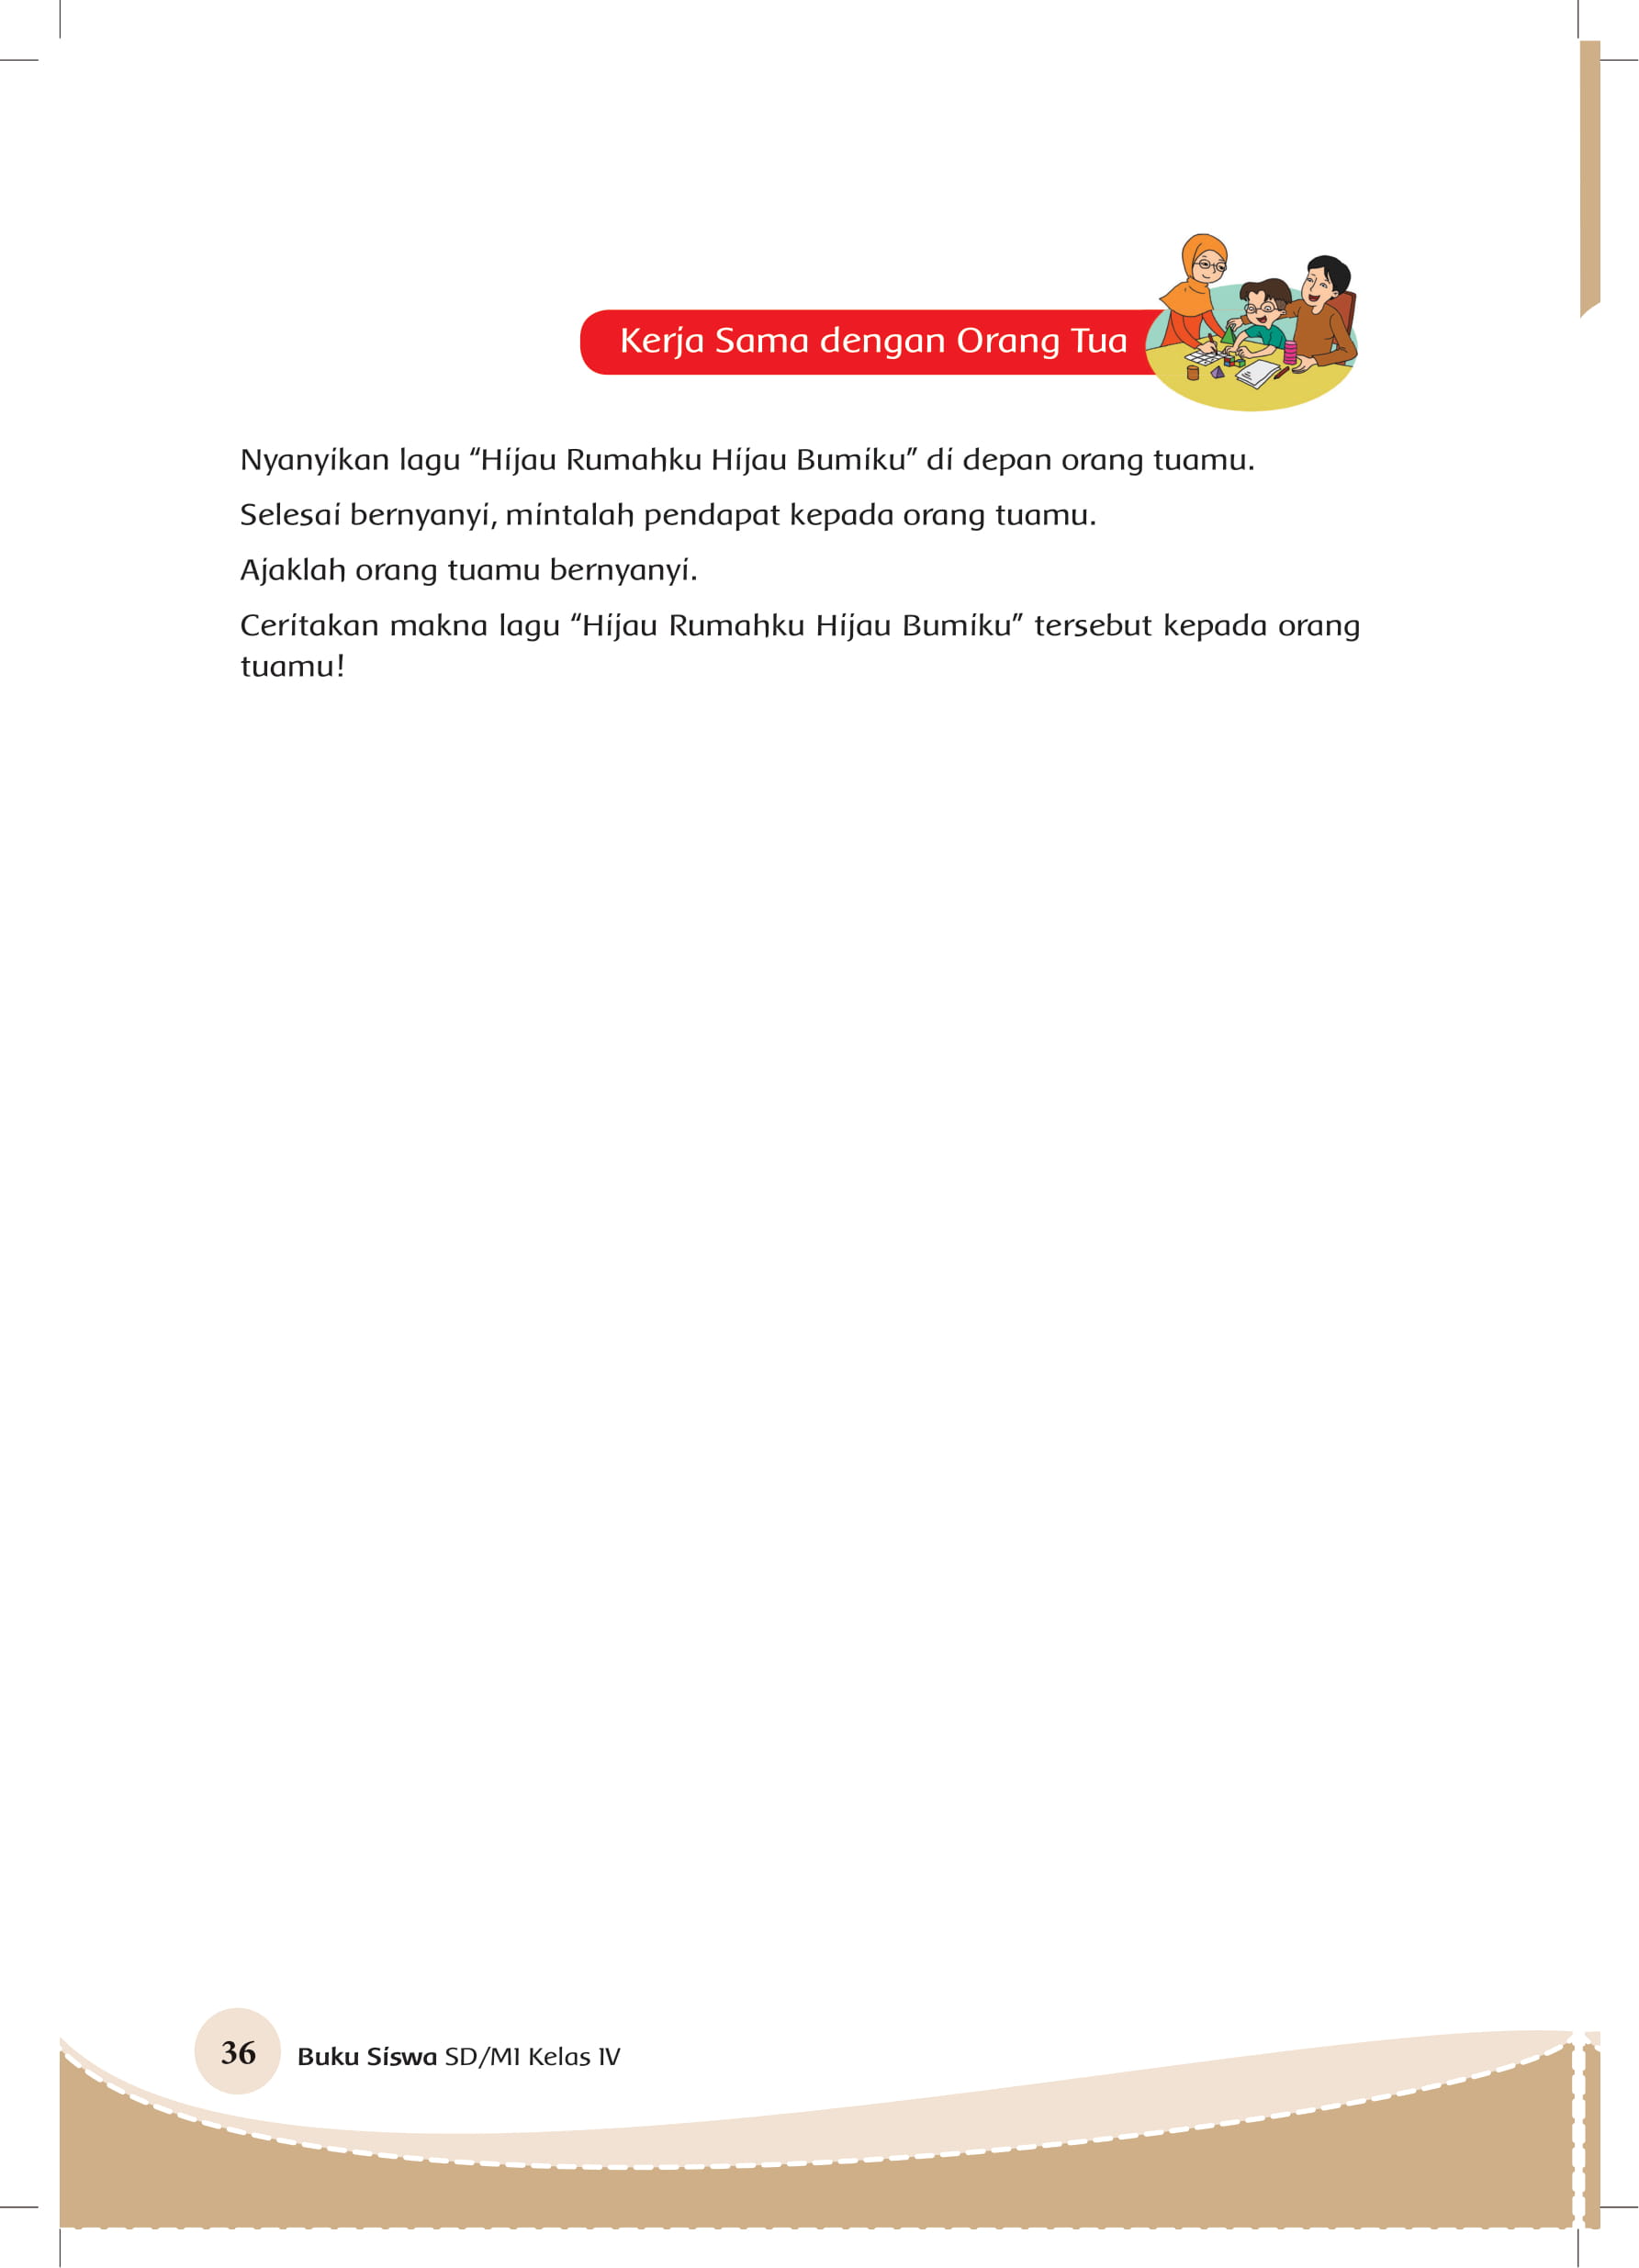 Kerja Sama dengan Orang Tua
Nyanyikan lagu “Hijau Rumahku Hijau Bumiku” di depan orang tuamu.
Selesai bernyanyi, mintalah pendapat kepada orang tuamu.
Ajaklah orang tuamu bernyanyi.
Ceritakan makna lagu “Hijau Rumahku Hijau Bumiku” tersebut kepada orang
tuamu!
36 Buku Siswa SD/MI Kelas IV